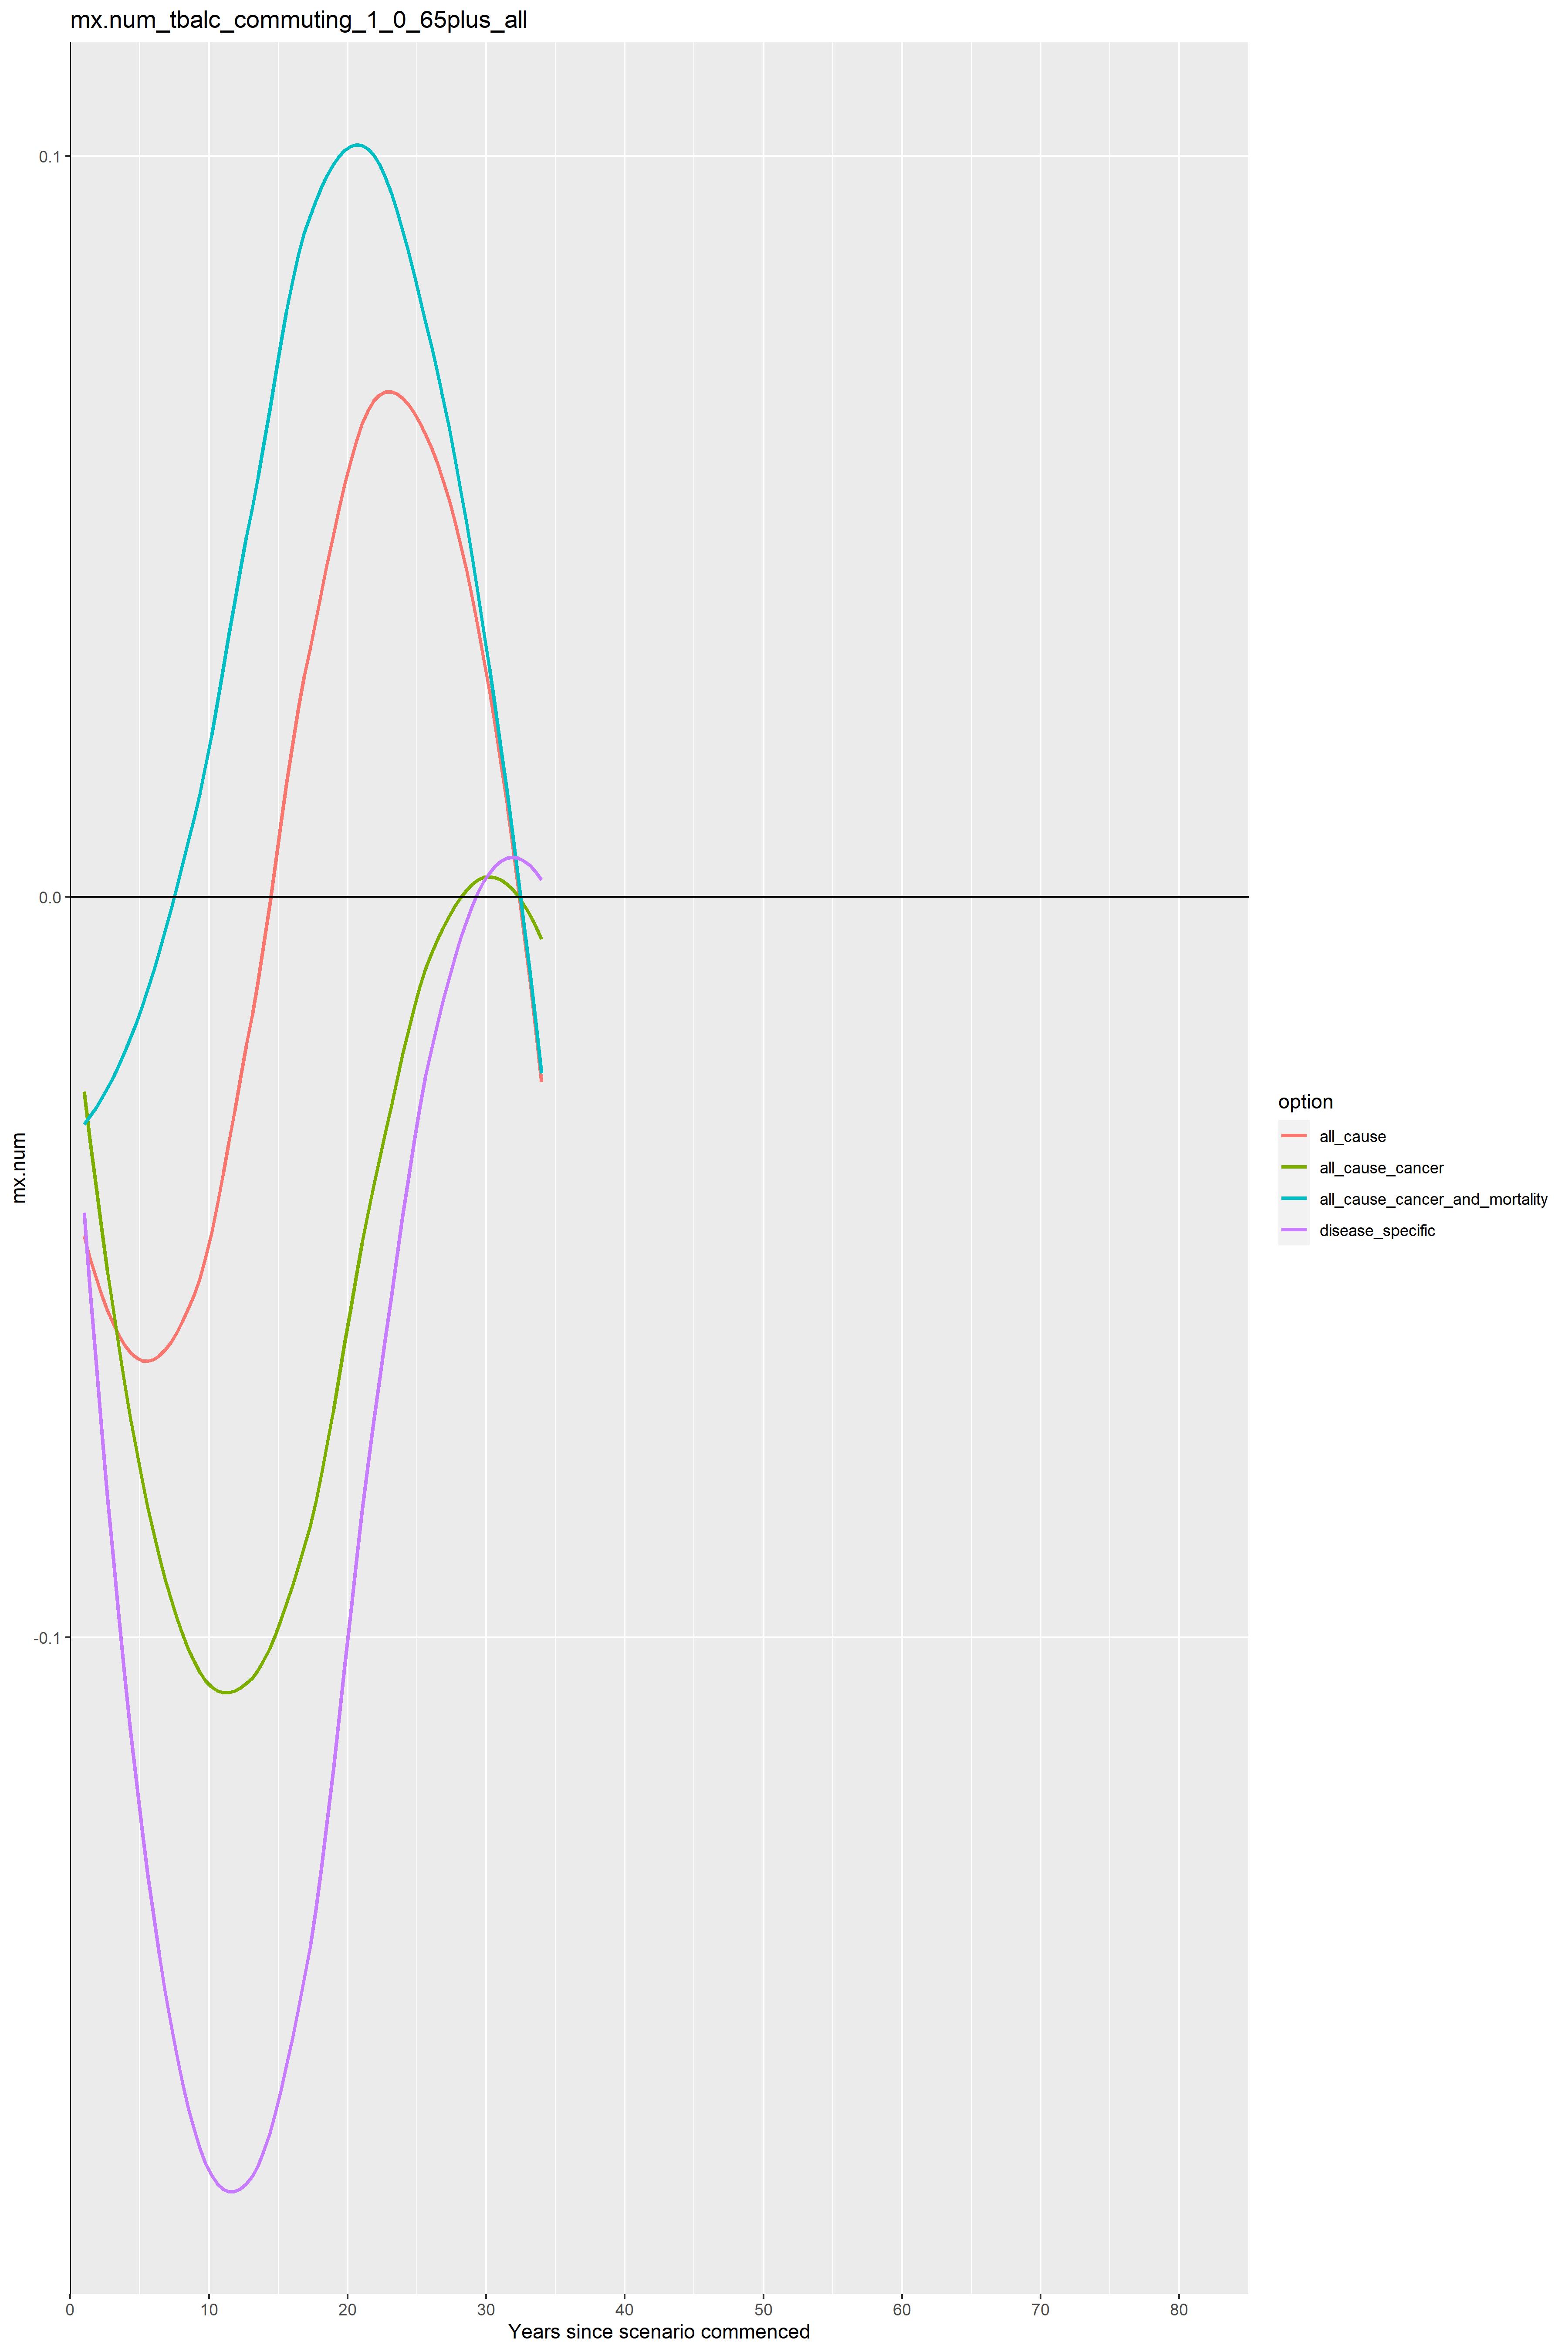 mx.num_tbalc_commuting_1_0_65plus_all
0.1
0.0
-0.1
mx.num
0 10 20 30 40 50 60 70 80
Years since scenario commenced
option
all_cause
all_cause_cancer
all_cause_cancer_and_mortality
disease_specific